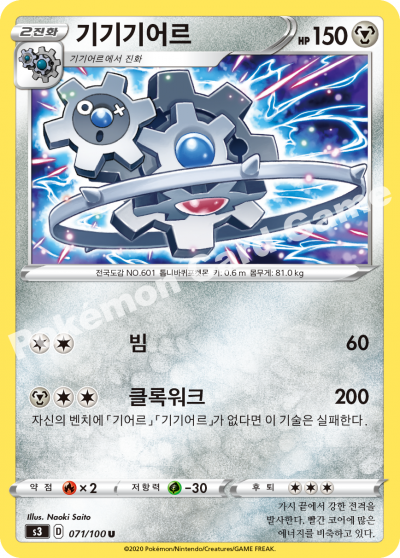 2진화
기기기어르
HP 150
기기어르에서 진화
전국도감 NO.601 톱니바퀴포켓몬 키: 0.6 m 몸무게: 81.0 kg
빔 60
클록워크 200
자신의 벤치에 「기어르」 「기기어르」가 없다면 이 기술은 실패한다.
약점 ×2 저항력 -30 후퇴
Illus. Naoki Saito
s3 D 071/100 U
가시 끝에서 강한 전격을
발사한다. 빨간 코어에 많은
에너지를 비축하고 있다.
©2020 Pokémon/Nintendo/Creatures/GAME FREAK.
Pokémon Card Game